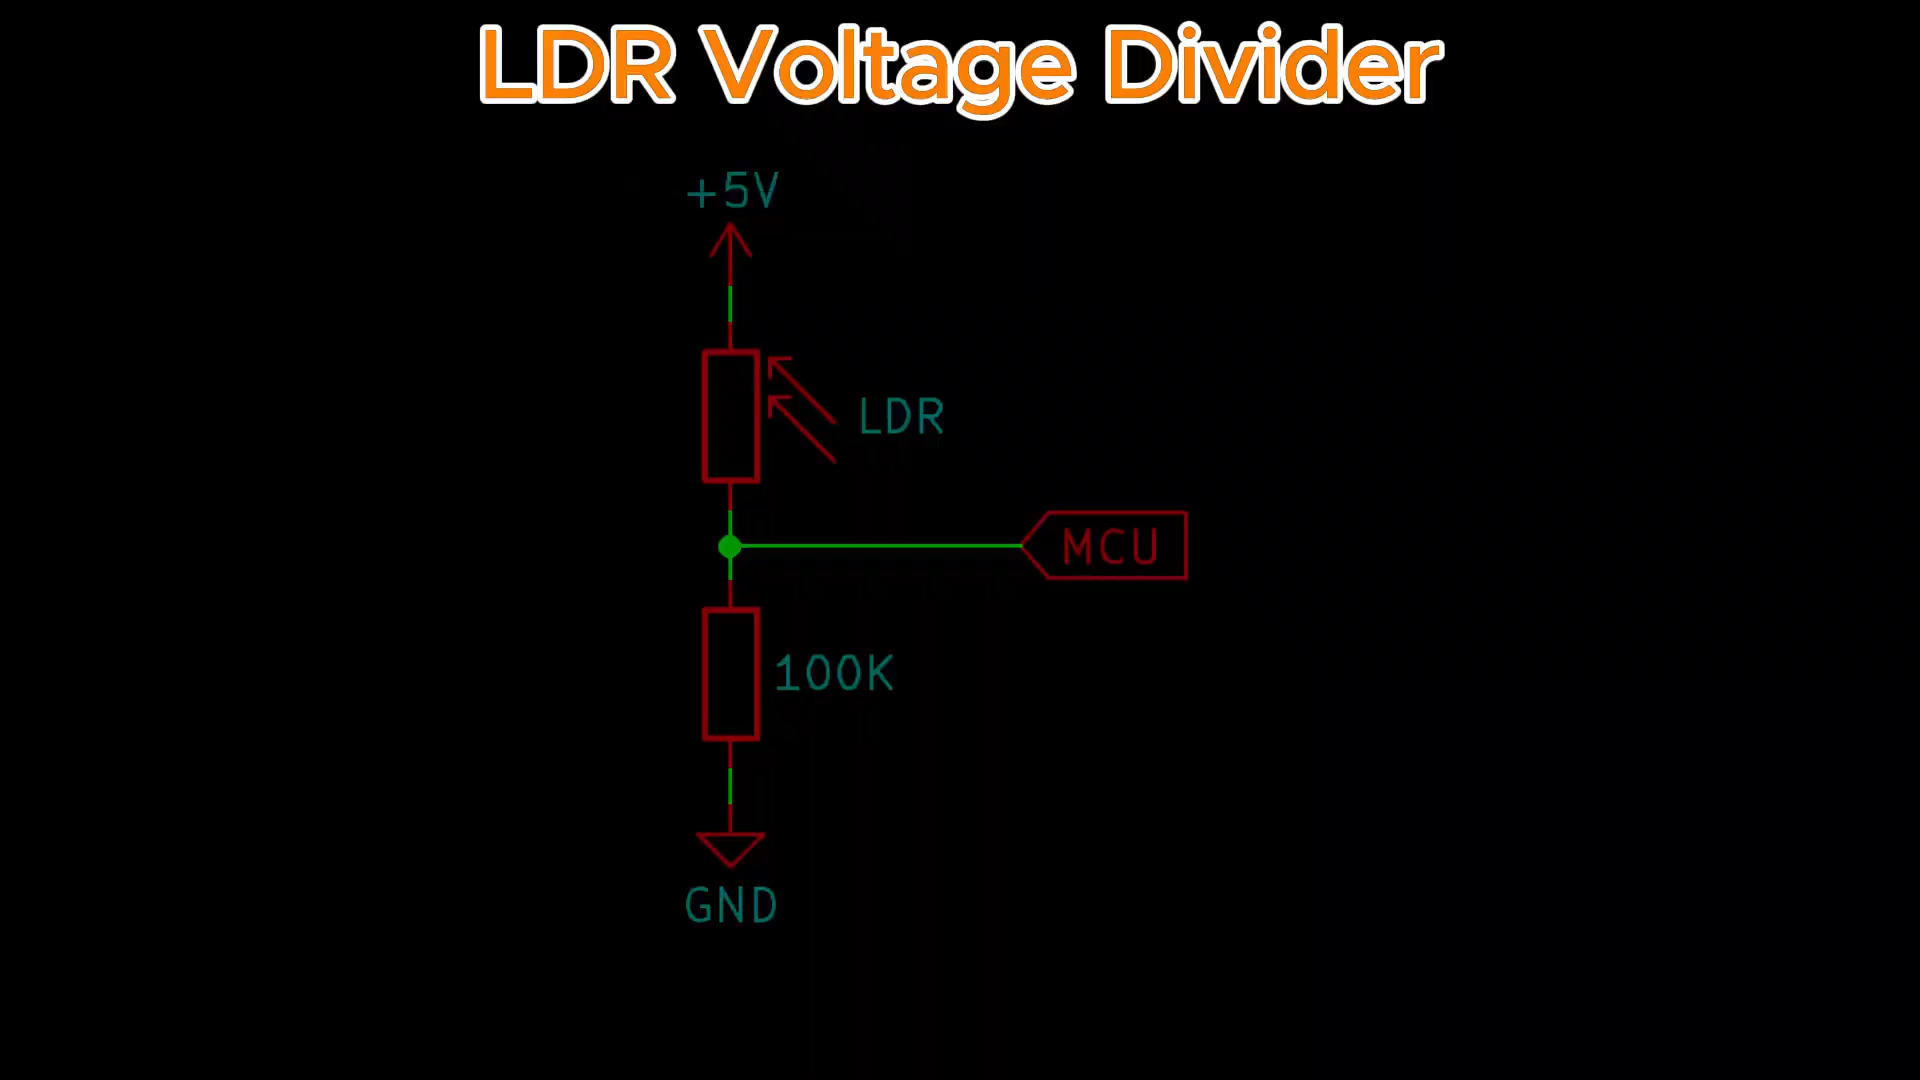 LDR Voltage Divider
+5V
LDR
MCU
100K
GND